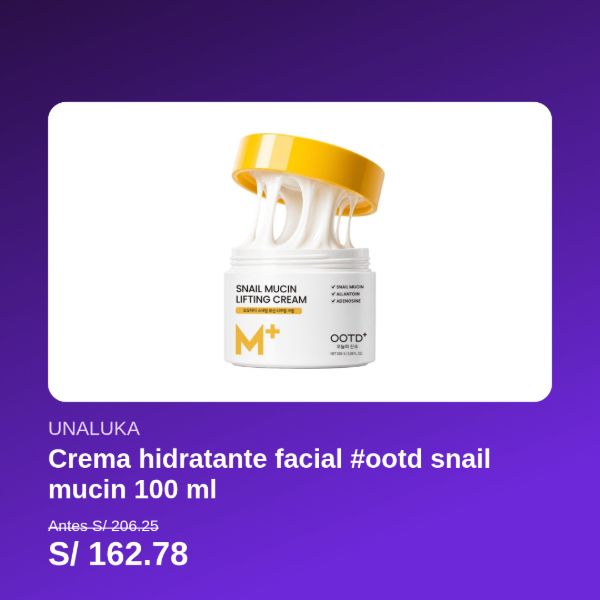 SNAIL MUCIN
LIFTING CREAM
M+
✓ SNAIL MUCIN
✓ ALLANTOIN
✓ ADENOSINE
OOTD+
UNALUKA
Crema hidratante facial #ootd snail
mucin 100 ml
Antes S/ 206.25
S/ 162.78